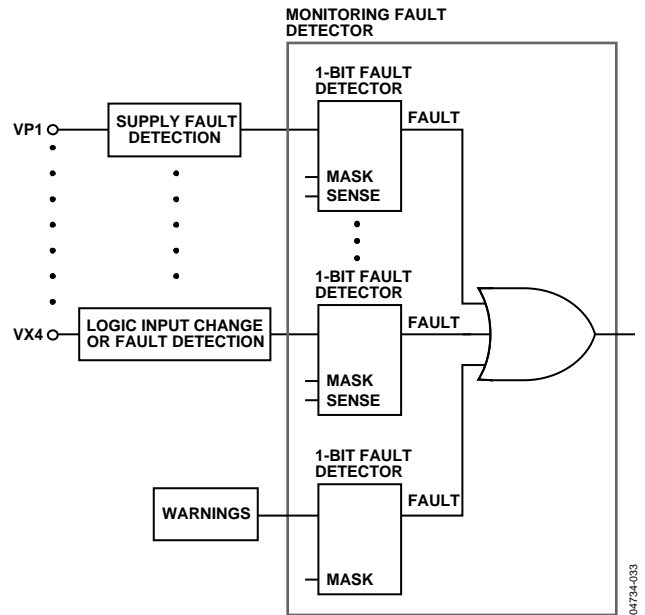 MONITORING FAULT
DETECTOR
1-BIT FAULT
DETECTOR
FAULT
VP1
SUPPLY FAULT
DETECTION
MASK
SENSE
1-BIT FAULT
DETECTOR
FAULT
VX4
LOGIC INPUT CHANGE
OR FAULT DETECTION
MASK
SENSE
1-BIT FAULT
DETECTOR
FAULT
WARNINGS
MASK
04734-033